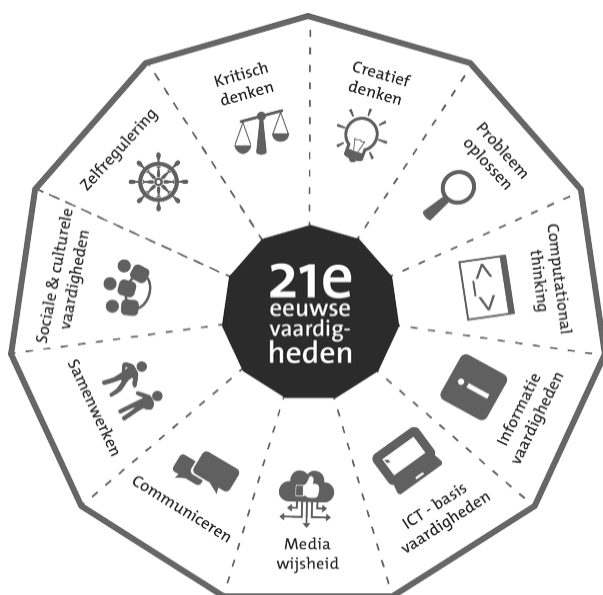 21e
eeuwse
vaardig-
heden
Kritisch
denken
Creatief
denken
Probleem
oplossen
Computational
thinking
Informatie
vaardigheden
ICT - basis
vaardigheden
Media
wijsheid
Communiceren
Samenwerken
Sociale & culturele
vaardigheden
Zelfregulering